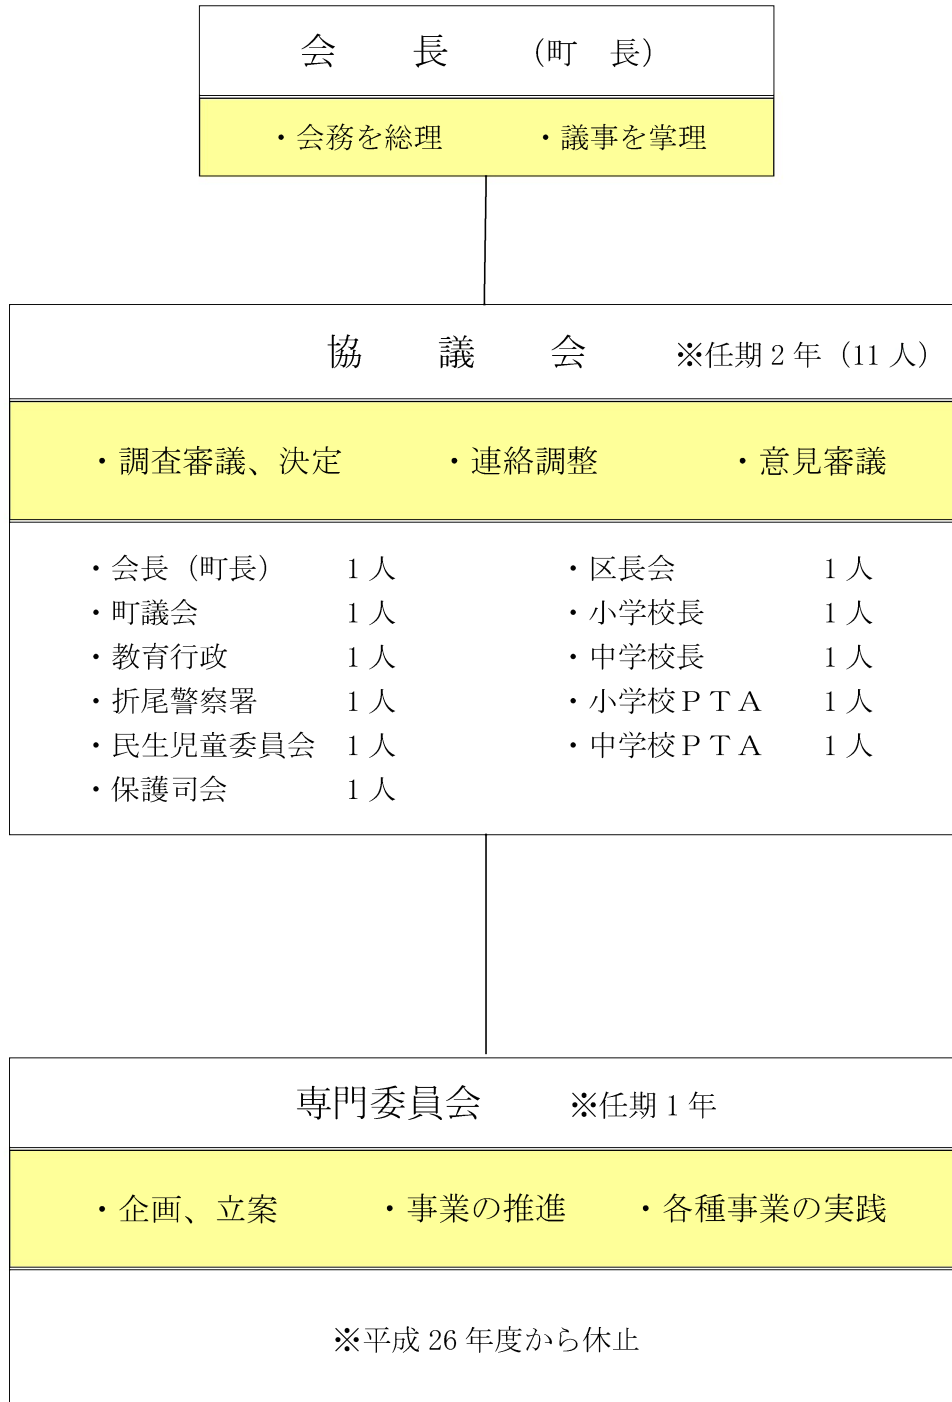 会　長　（町　長）
・会務を総理　・議事を掌理
協　議　会　※任期2年（11人）
・調査審議、決定　・連絡調整　・意見審議
・会長（町長）　1人　・区長会　1人
・町議会　1人　・小学校長　1人
・教育行政　1人　・中学校長　1人
・折尾警察署　1人　・小学校ＰＴＡ　1人
・民生児童委員会　1人　・中学校ＰＴＡ　1人
・保護司会　1人
専門委員会　※任期1年
・企画、立案　・事業の推進　・各種事業の実践
※平成26年度から休止